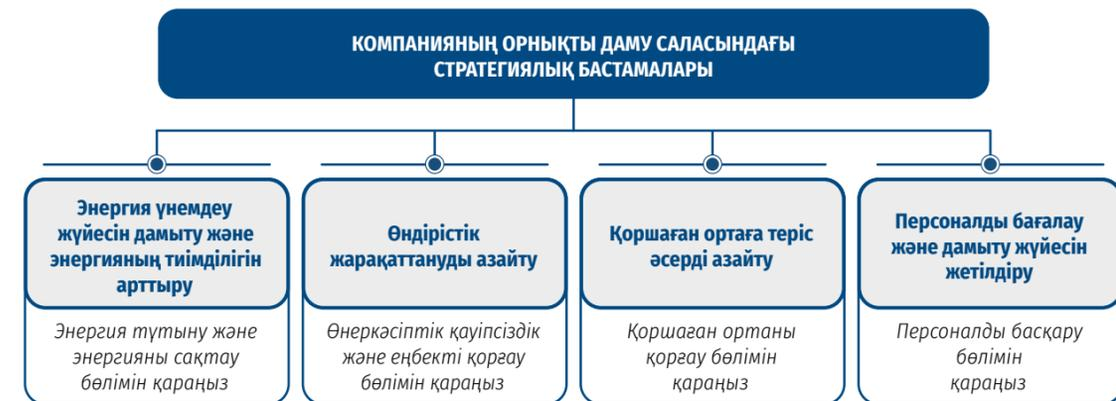 КОМПАНИЯНЫҢ ОРНЫҚТЫ ДАМУ САЛАСЫНДАҒЫ
СТРАТЕГИЯЛЫҚ БАСТАМАЛАРЫ
Энергия үнемдеу
жүйесін дамыту және
энергияның тиімділігін
арттыру
Энергия тұтыну және
энергияны сақтау
бөлімін қараңыз
Өндірістік
жарақаттануды азайту
Өнеркәсіптік қауіпсіздік
және еңбекті қорғау
бөлімін қараңыз
Қоршаған ортаға теріс
әсерді азайту
Қоршаған ортаны
қорғау бөлімін
қараңыз
Персоналды бағалау
және дамыту жүйесін
жетілдіру
Персоналды басқару
бөлімін
қараңыз